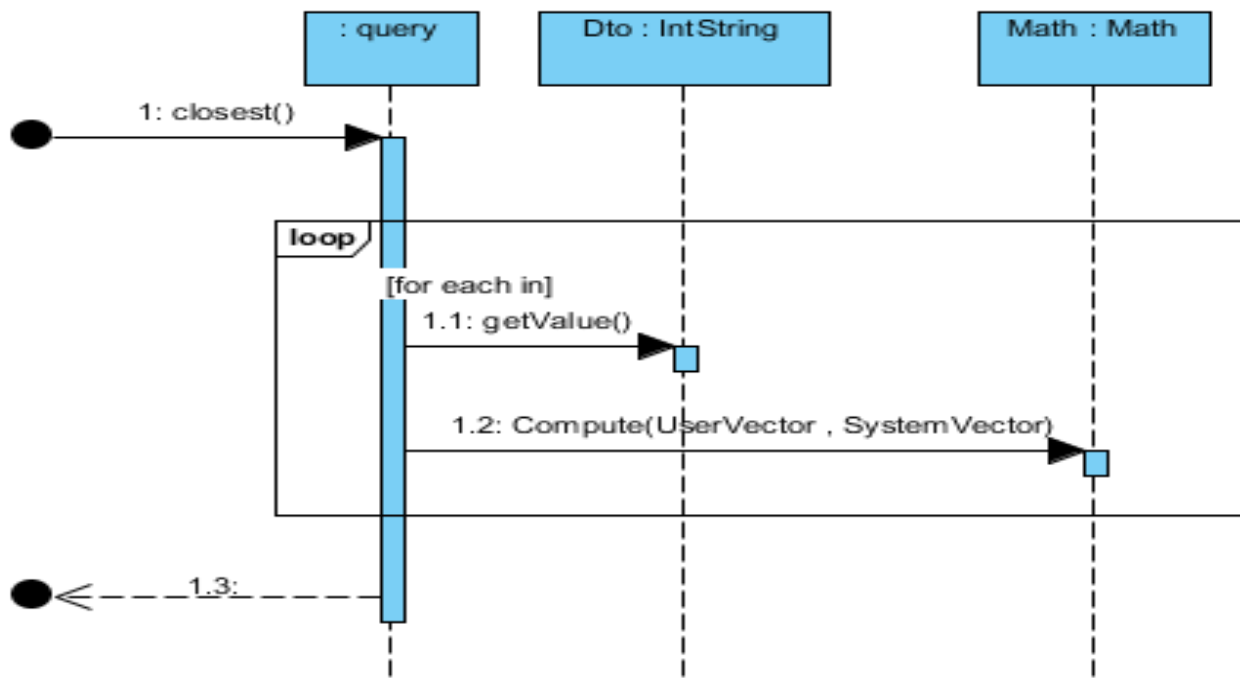 : query
Dto : IntString
Math : Math
1: closest()
loop
[for each in]
1.1: getValue()
1.2: Compute(UserVector , SystemVector)
1.3: